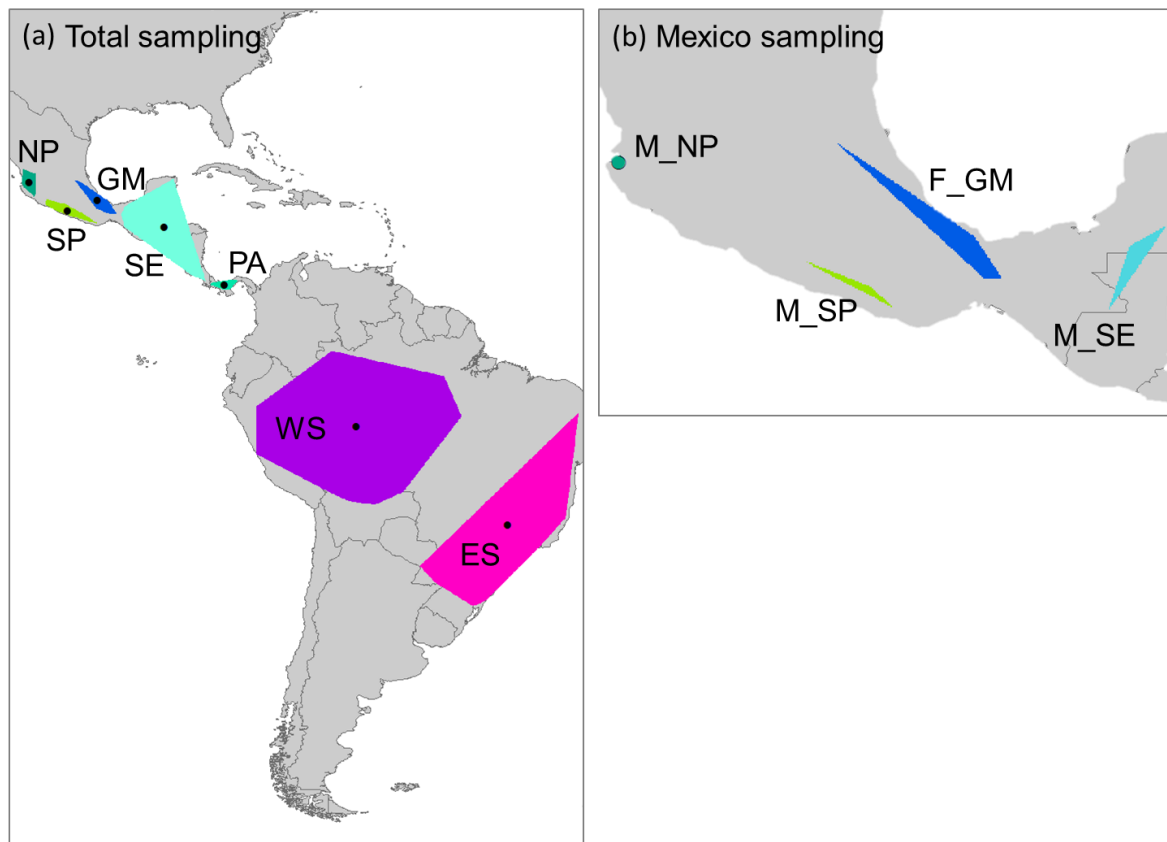 (a) Total sampling
NP
GM
SP
SE
PA
WS
ES
(b) Mexico sampling
M_NP
F_GM
M_SP
M_SE